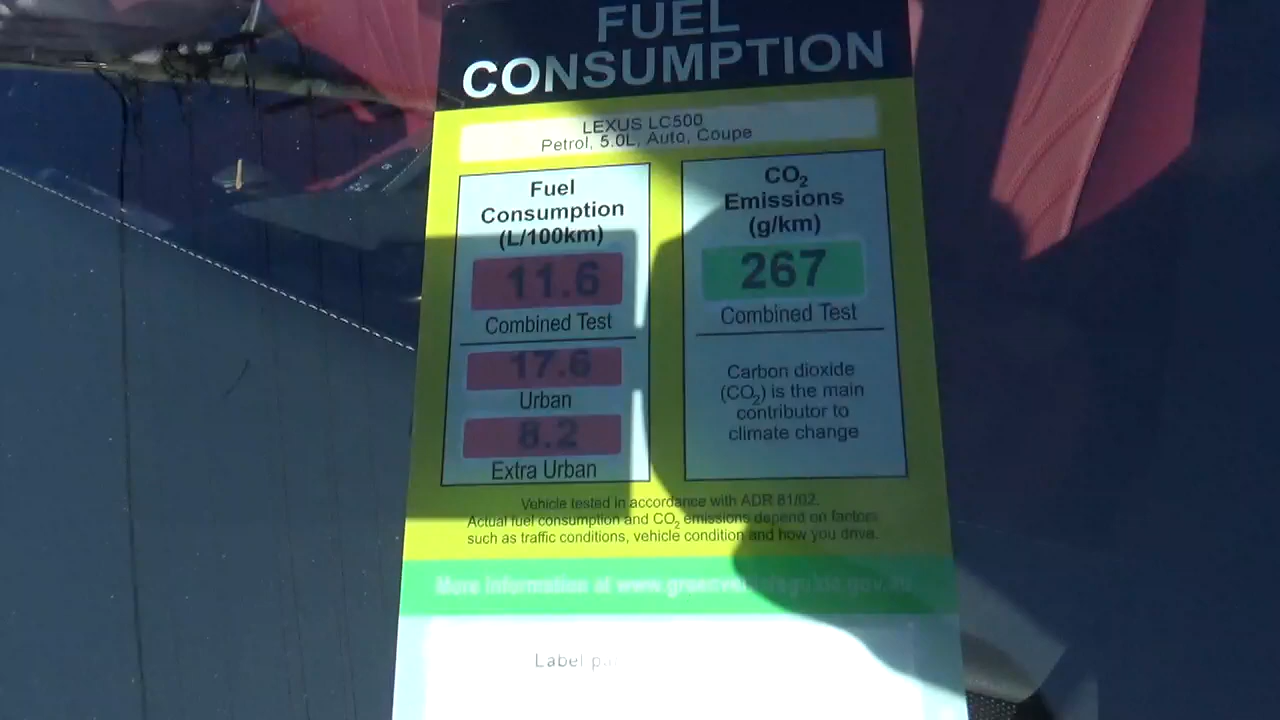 FUEL
CONSUMPTION
LEXUS LC500
Petrol, 5.0L, Auto, Coupe
Fuel
Consumption
(L/100km)
11.6
Combined Test
17.6
Urban
8.2
Extra Urban
CO₂
Emissions
(g/km)
267
Combined Test
Carbon dioxide
(CO₂) is the main
contributor to
climate change
Vehicle tested in accordance with ADR 81/02.
Actual fuel consumption and CO₂ emissions depend on factors
such as traffic conditions, vehicle condition and how you drive.
More information at
Label